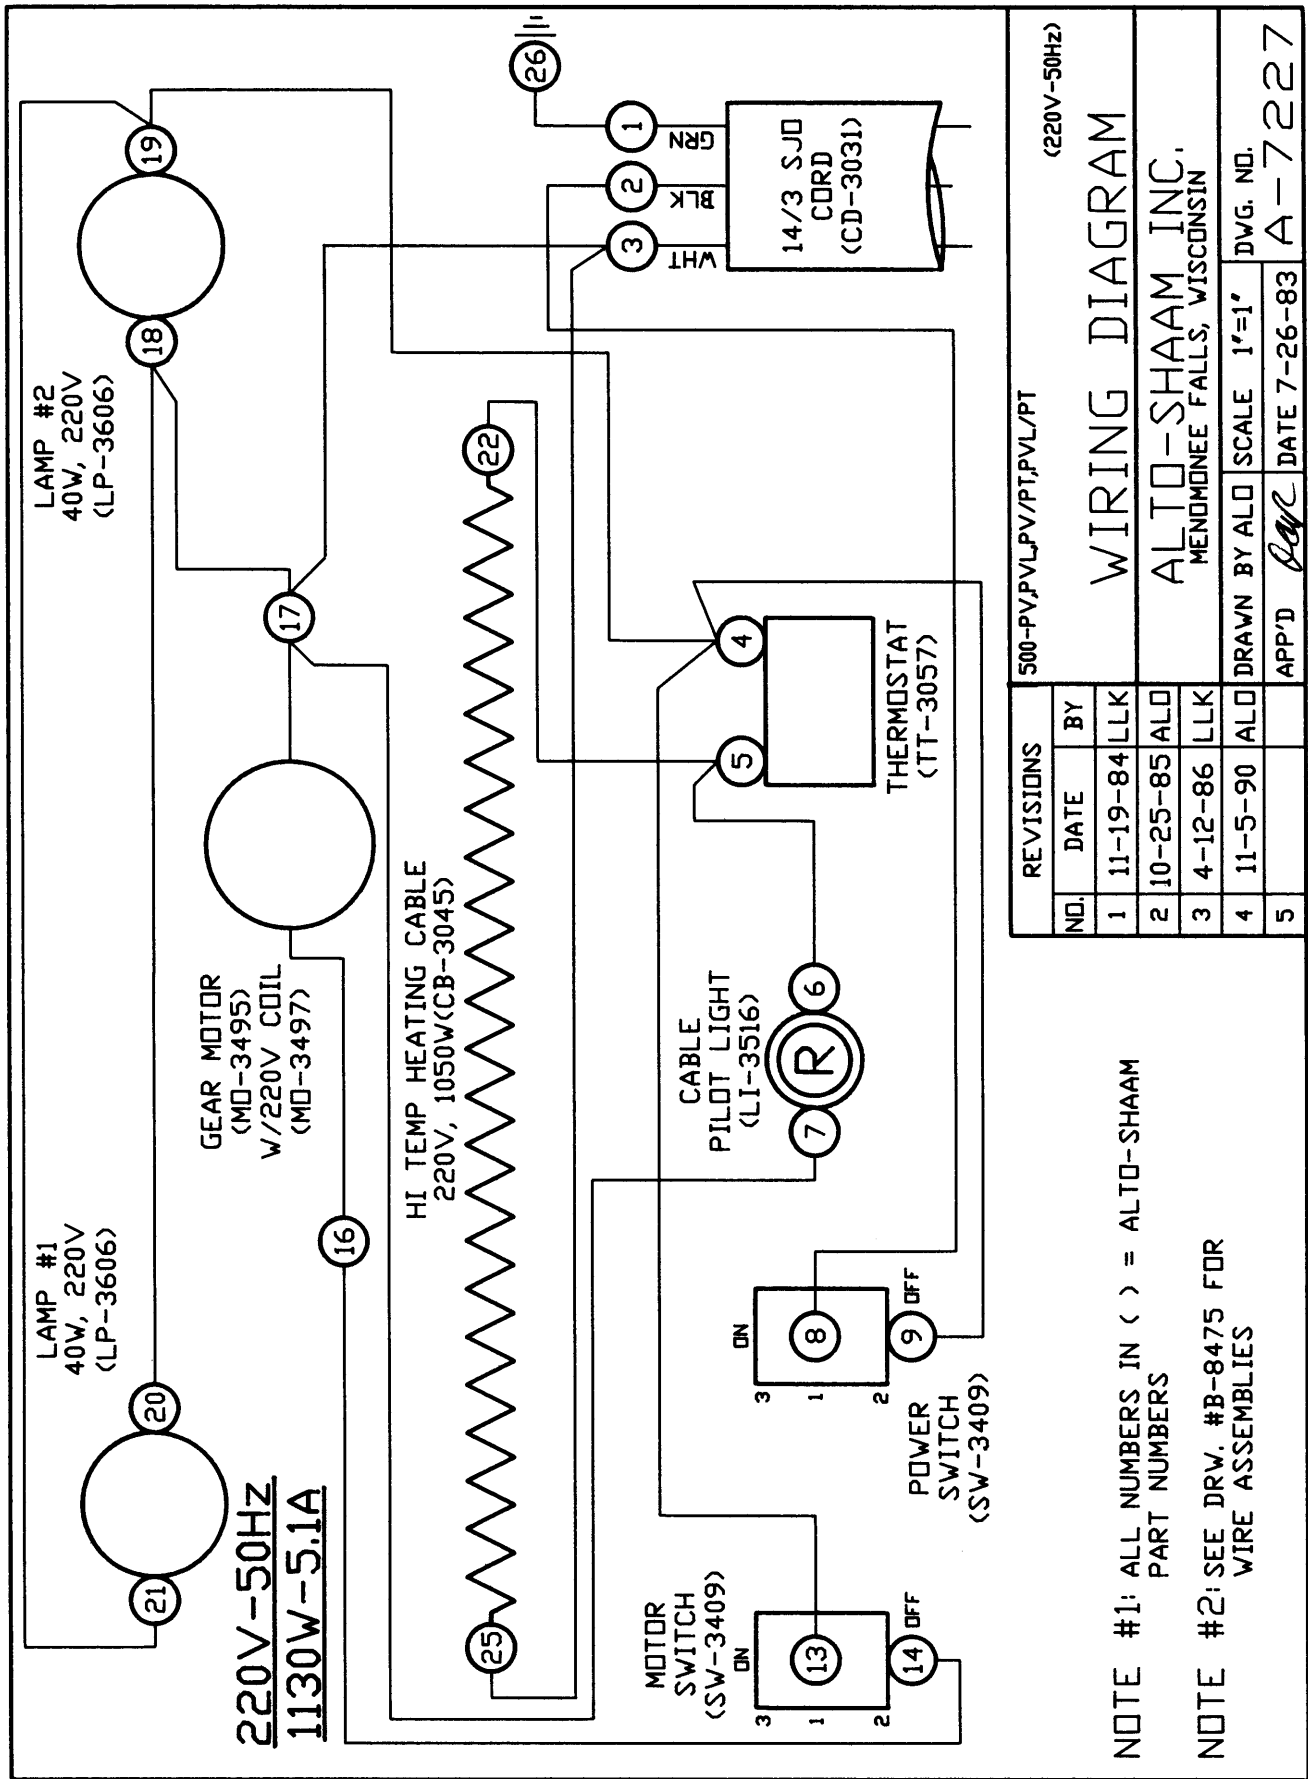 LAMP #1
40W, 220V
(LP-3606)
LAMP #2
40W, 220V
(LP-3606)
21
20
18
19
220V-50HZ
1130W-5.1A
GEAR MOTOR
(MO-3495)
W/220V COIL
(MO-3497)
16
17
HI TEMP HEATING CABLE
220V, 1050W(CB-3045)
25
22
26
1
2
3
GRN
BLK
WHT
14/3 SJO
CORD
(CD-3031)
MOTOR
SWITCH
(SW-3409)
ON
3
1
2
13
14
OFF
POWER
SWITCH
(SW-3409)
ON
3
1
2
8
9
OFF
CABLE
PILOT LIGHT
(LI-3516)
7
R
6
5
4
THERMOSTAT
(TT-3057)
NOTE #1: ALL NUMBERS IN ( ) = ALTO-SHAAM
PART NUMBERS
NOTE #2: SEE DRW. #B-8475 FOR
WIRE ASSEMBLIES
REVISIONS
NO. DATE BY
1 11-19-84 LLK
2 10-25-85 ALO
3 4-12-86 LLK
4 11-5-90 ALO
5
500-PV,PVL,PV/PT,PVL/PT (220V-50Hz)
WIRING DIAGRAM
ALTO-SHAAM INC.
MENOMONEE FALLS, WISCONSIN
DRAWN BY ALO SCALE 1"=1" DWG. NO.
APP'D DATE 7-26-83 A-7227